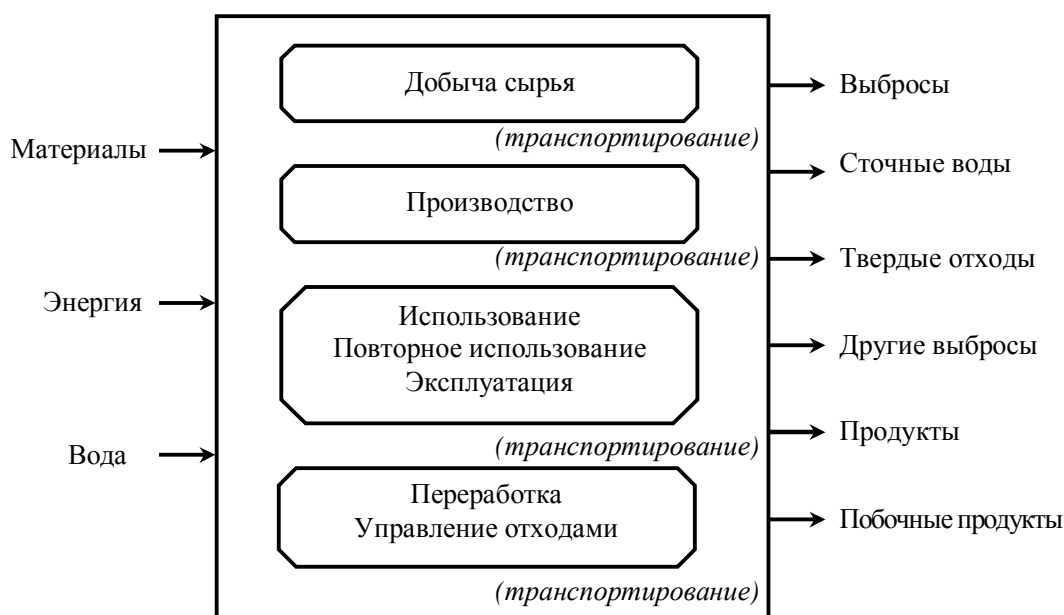 Добыча сырья
Выбросы
(транспортирование)
Материалы
Сточные воды
Производство
(транспортирование)
Твердые отходы
Энергия
Использование
Повторное использование
Эксплуатация
Другие выбросы
(транспортирование)
Продукты
Вода
Переработка
Управление отходами
Побочные продукты
(транспортирование)